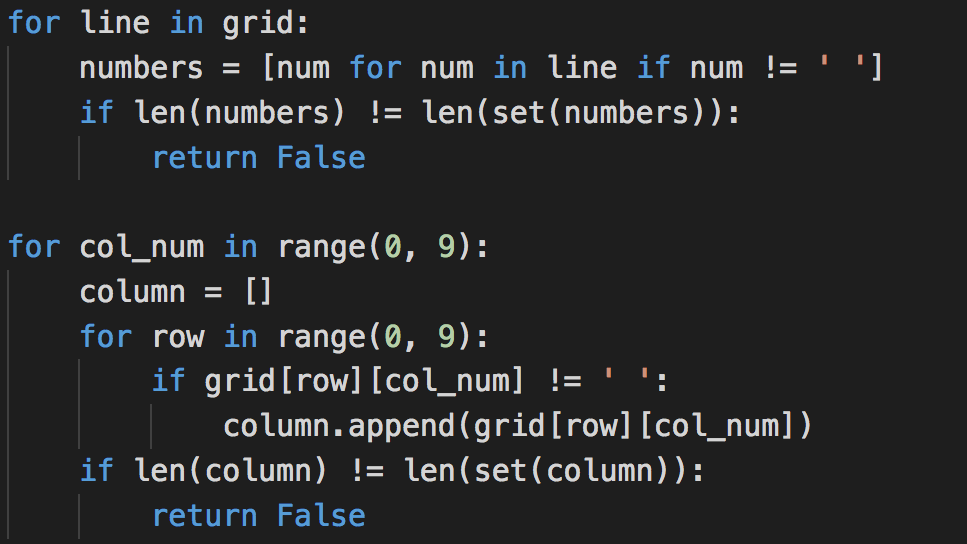 for line in grid:
    numbers = [num for num in line if num != ' ']
    if len(numbers) != len(set(numbers)):
        return False

for col_num in range(0, 9):
    column = []
    for row in range(0, 9):
        if grid[row][col_num] != ' ':
            column.append(grid[row][col_num])
    if len(column) != len(set(column)):
        return False